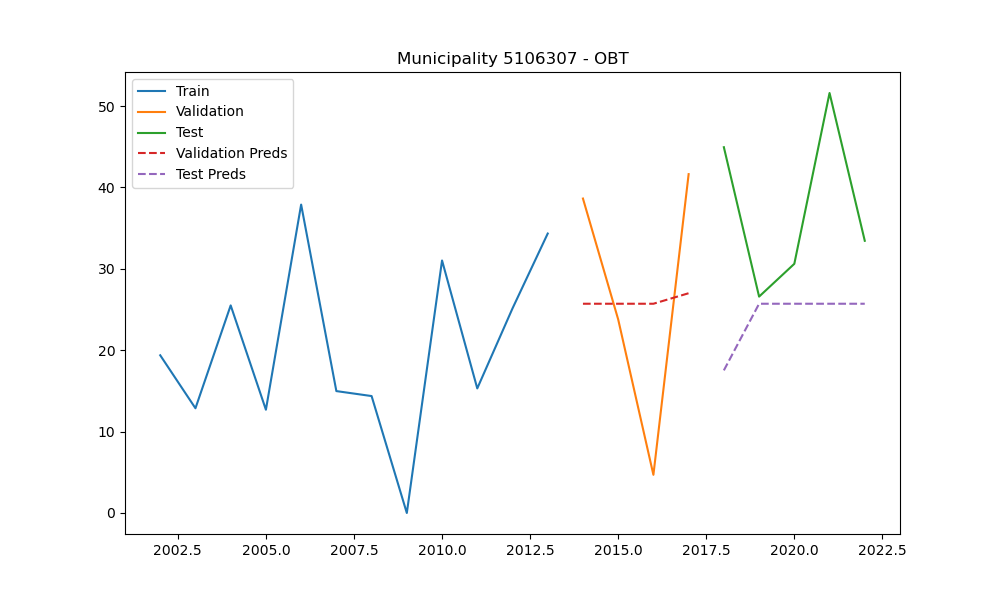 Municipality 5106307 - OBT
Train
Validation
Test
Validation Preds
Test Preds
50
40
30
20
10
0
2002.5 2005.0 2007.5 2010.0 2012.5 2015.0 2017.5 2020.0 2022.5